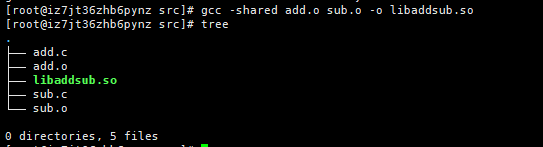 [root@iz7jt36zhb6pynz src]# gcc -shared add.o sub.o -o libaddsub.so
[root@iz7jt36zhb6pynz src]# tree
.
├── add.c
├── add.o
├── libaddsub.so
├── sub.c
└── sub.o
0 directories, 5 files